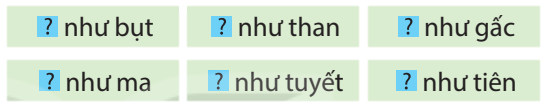 ? như bụt ? như than ? như gấc
? như ma ? như tuyết ? như tiên